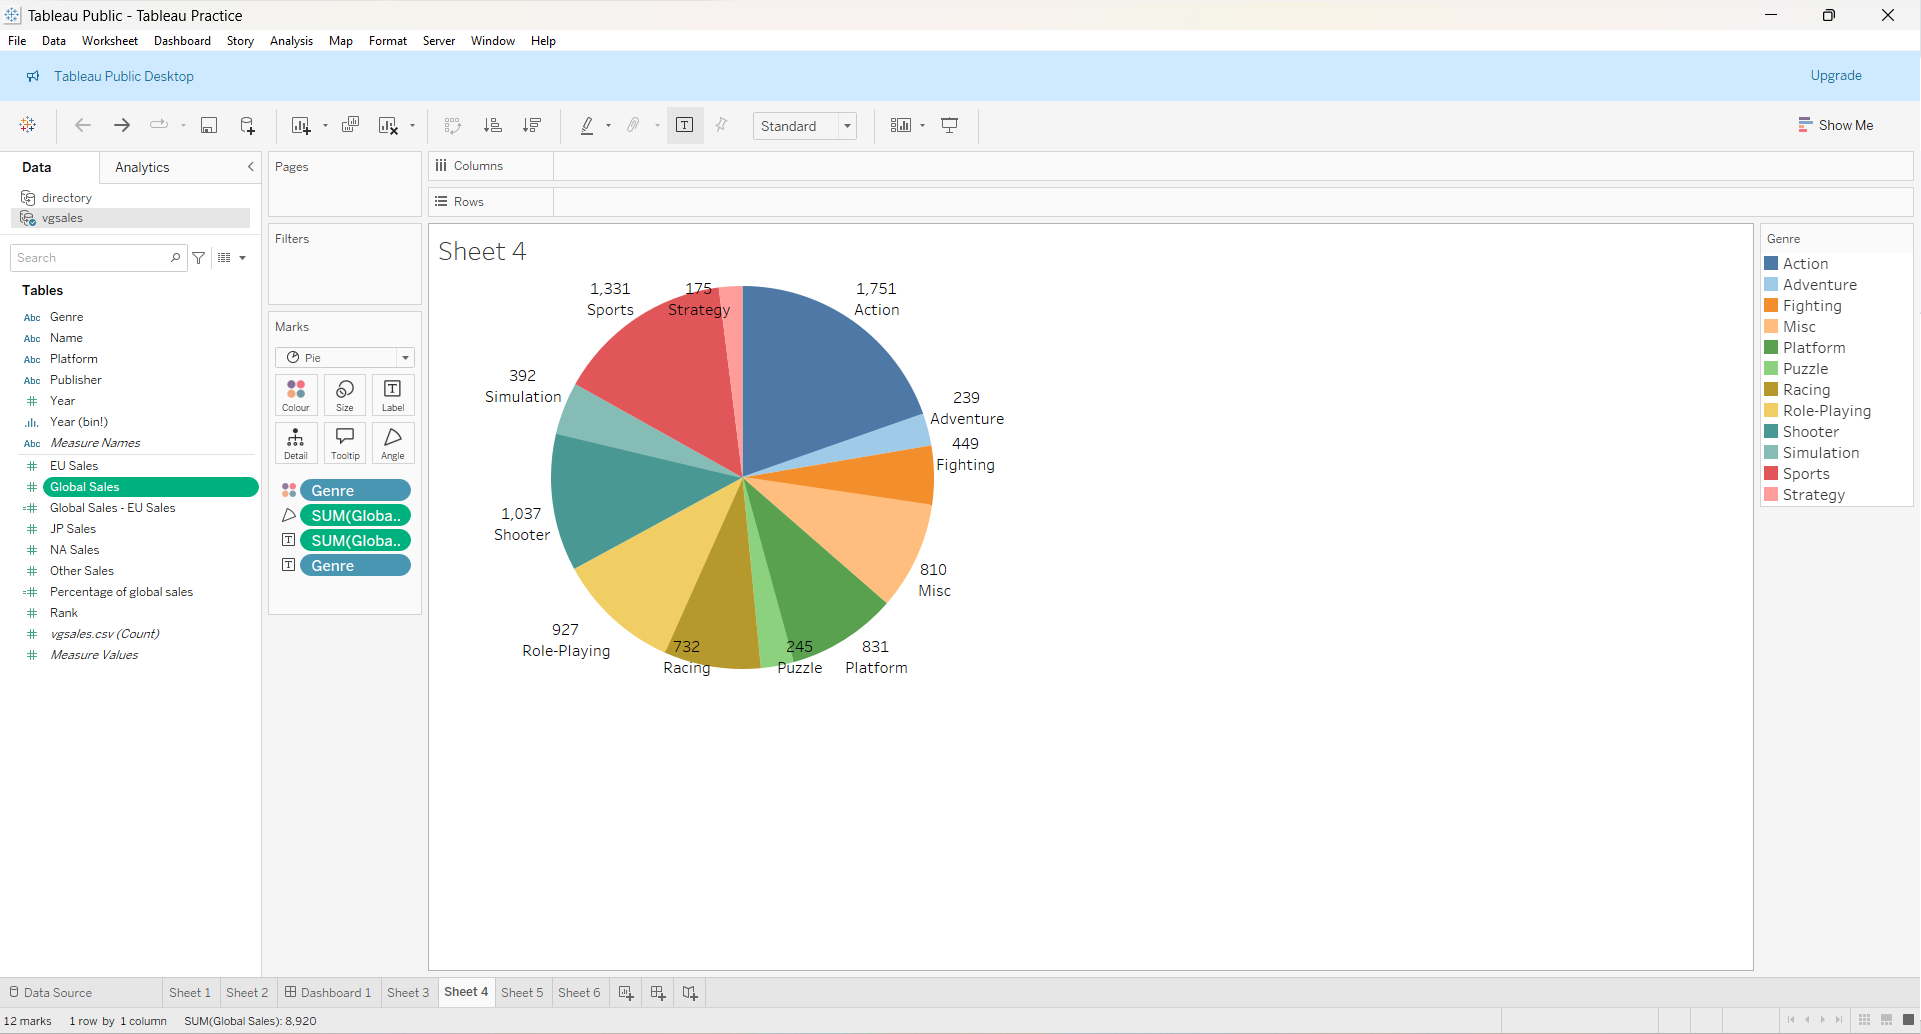 Tableau Public - Tableau Practice
File Data Worksheet Dashboard Story Analysis Map Format Server Window Help
Tableau Public Desktop
Upgrade
Standard
Show Me
Data
Analytics
directory
vgsales
Search
Tables
Abc Genre
Abc Name
Abc Platform
Abc Publisher
# Year
Year (bin!)
Abc Measure Names
# EU Sales
# Global Sales
=# Global Sales - EU Sales
# JP Sales
# NA Sales
# Other Sales
=# Percentage of global sales
# Rank
# vgsales.csv (Count)
# Measure Values
Pages
Filters
Marks
Pie
Colour
Size
T
Label
Detail
Tooltip
Angle
Genre
SUM(Globa..
T SUM(Globa..
T Genre
Columns
Rows
Sheet 4
1,331
Sports
175
Strategy
1,751
Action
392
Simulation
239
Adventure
449
Fighting
1,037
Shooter
810
Misc
927
Role-Playing
732
Racing
245
Puzzle
831
Platform
Genre
Action
Adventure
Fighting
Misc
Platform
Puzzle
Racing
Role-Playing
Shooter
Simulation
Sports
Strategy
Data Source
Sheet 1
Sheet 2
Dashboard 1
Sheet 3
Sheet 4
Sheet 5
Sheet 6
12 marks 1 row by 1 column SUM(Global Sales): 8,920